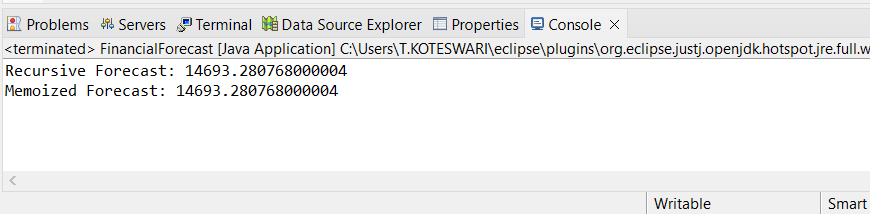 Problems Servers Terminal Data Source Explorer Properties Console
<terminated> FinancialForecast [Java Application] C:\Users\T.KOTESWARI\eclipse\plugins\org.eclipse.justj.openjdk.hotspot.jre.full.w
Recursive Forecast: 14693.280768000004
Memoized Forecast: 14693.280768000004
Writable Smart